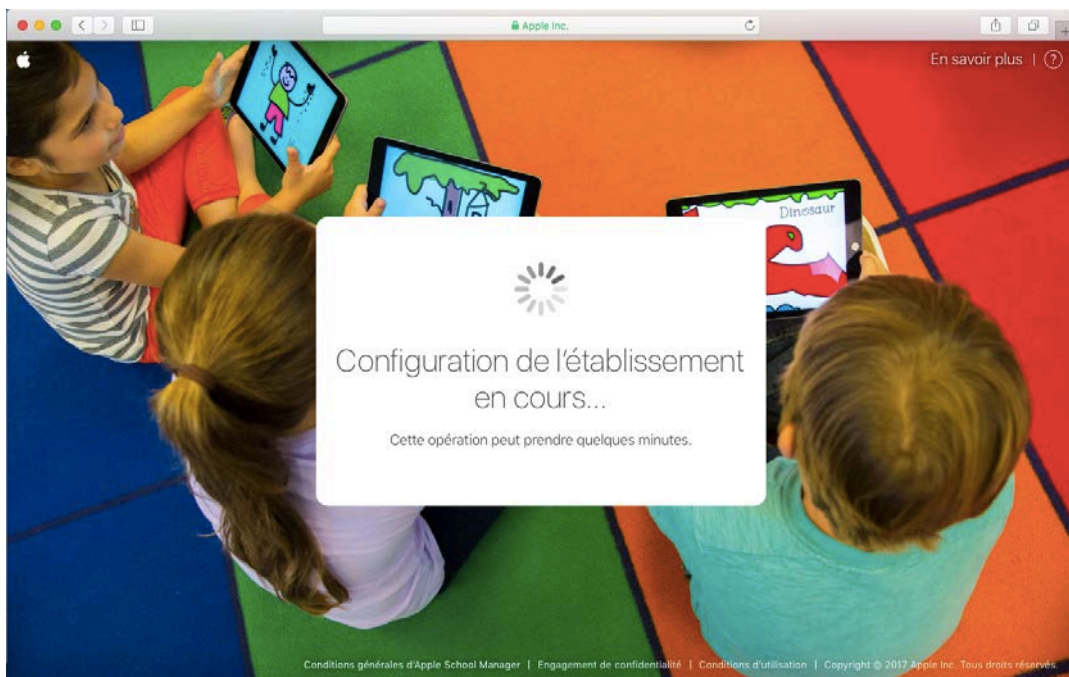 Apple Inc.
En savoir plus | ?
Dinosaur
Configuration de l'établissement
en cours...
Cette opération peut prendre quelques minutes.
Conditions générales d'Apple School Manager | Engagement de confidentialité | Conditions d'utilisation | Copyright © 2017 Apple Inc. Tous droits réservés.